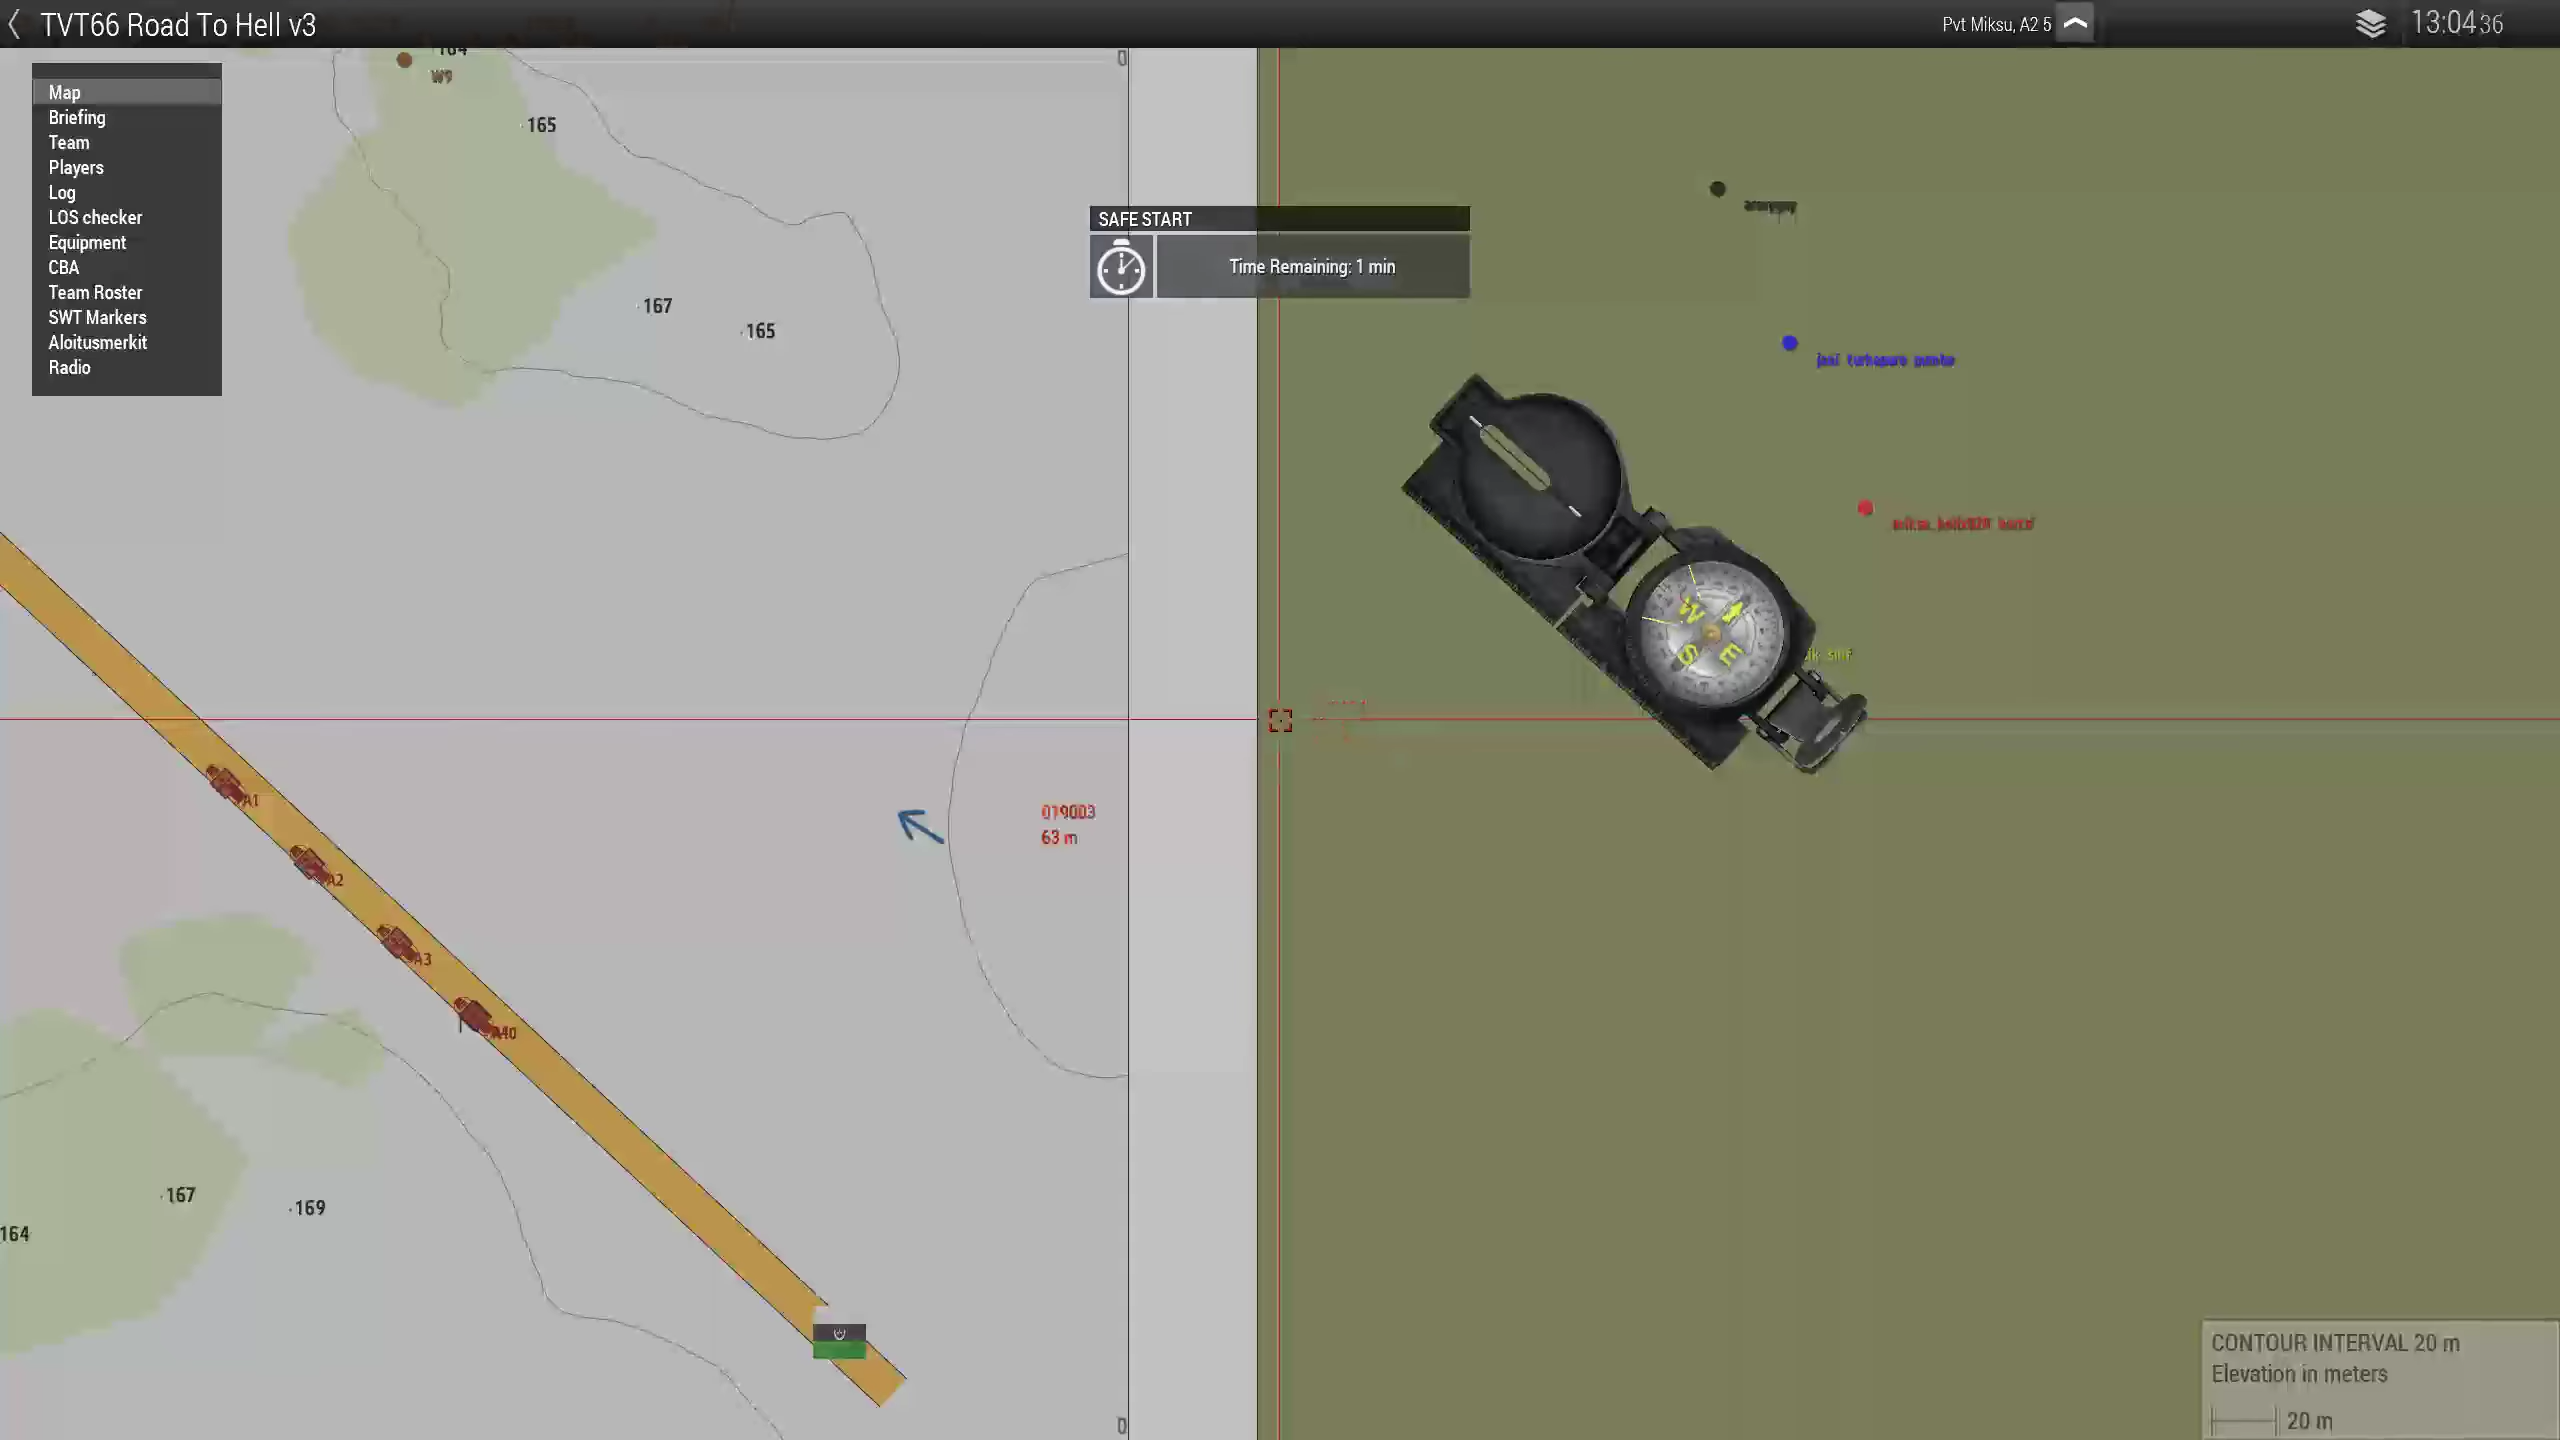 TVT66 Road To Hell v3
Pvt Miksu, A2 5
13:04 36
Map
Briefing
Team
Players
Log
LOS checker
Equipment
CBA
Team Roster
SWT Markers
Aloitusmerkit
Radio
164
W9
0
165
167
165
SAFE START
Time Remaining: 1 min
W
E
S
A1
A2
A3
A40
019003
63 m
167
169
164
0
CONTOUR INTERVAL 20 m
Elevation in meters
20 m